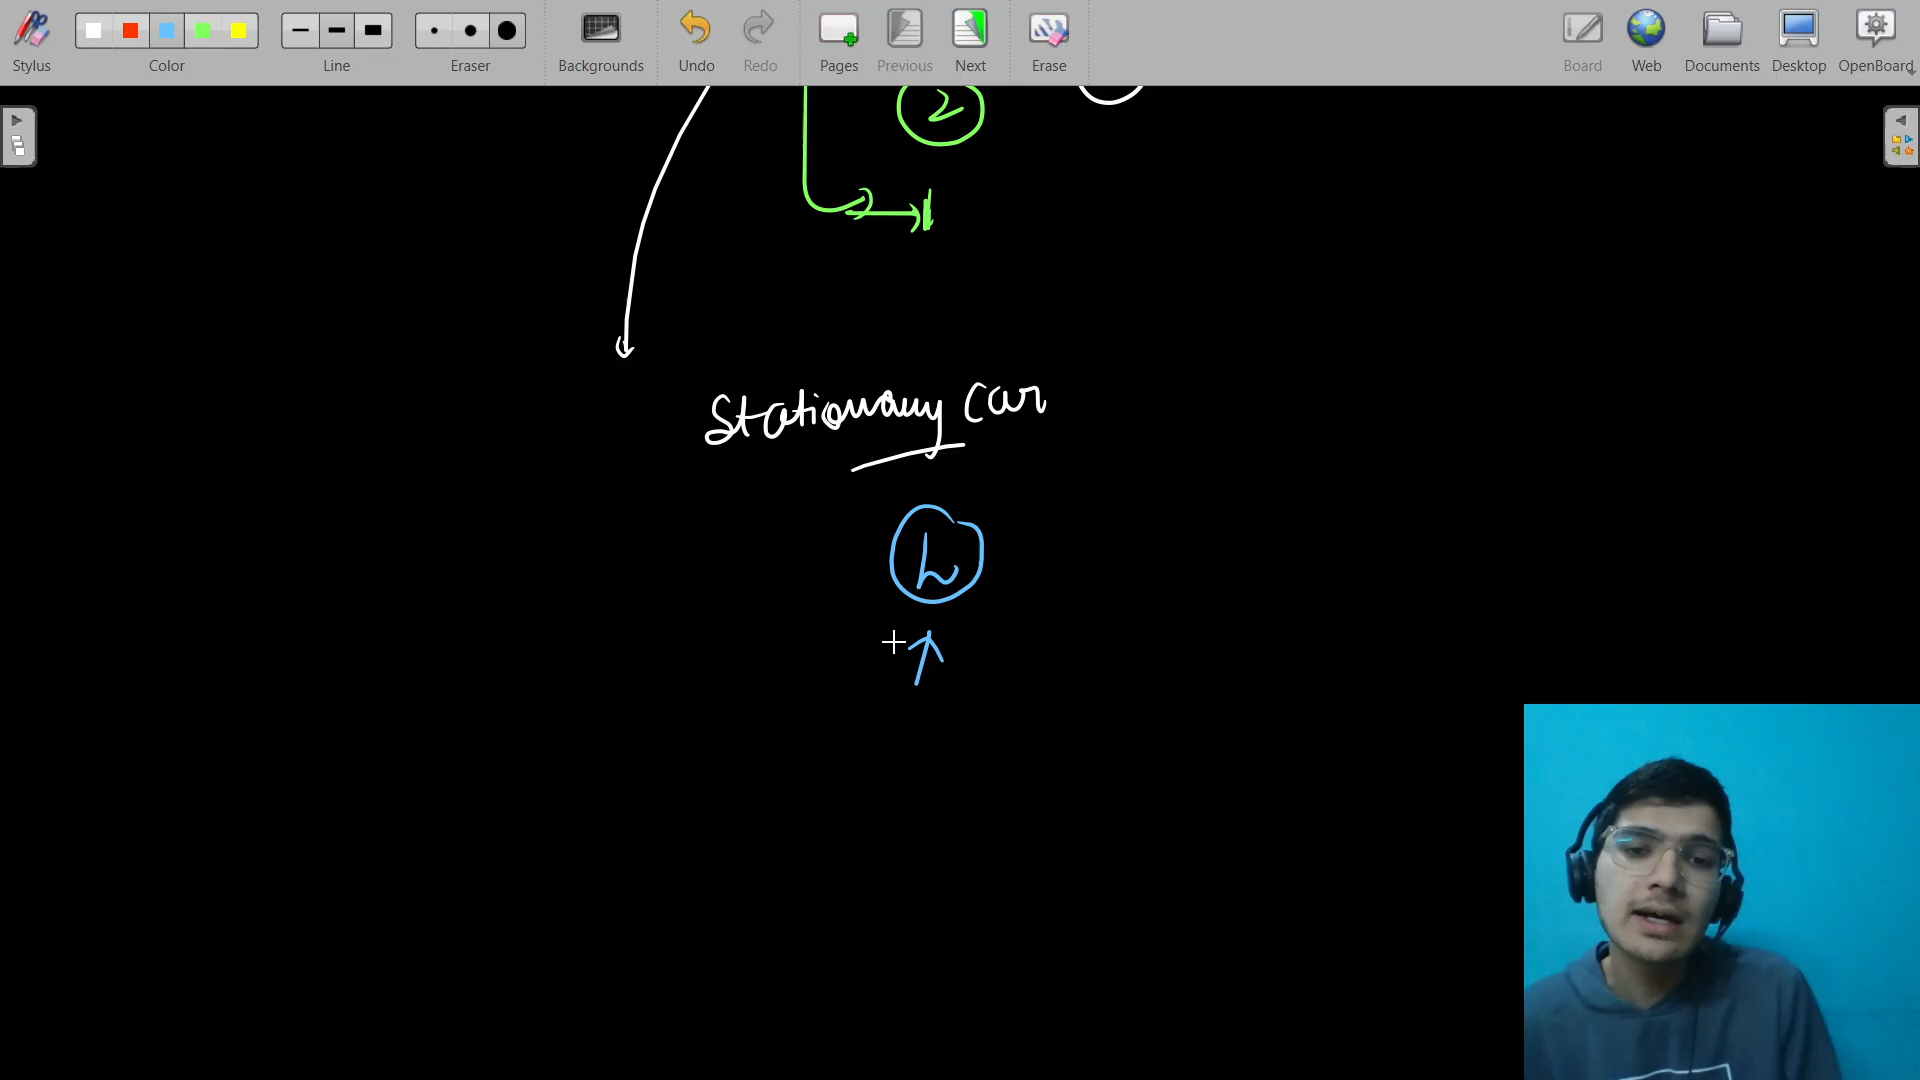 Stylus Color Line Eraser Backgrounds Undo Redo Pages Previous Next Erase Board Web Documents Desktop OpenBoard
2
Stationary Car
h